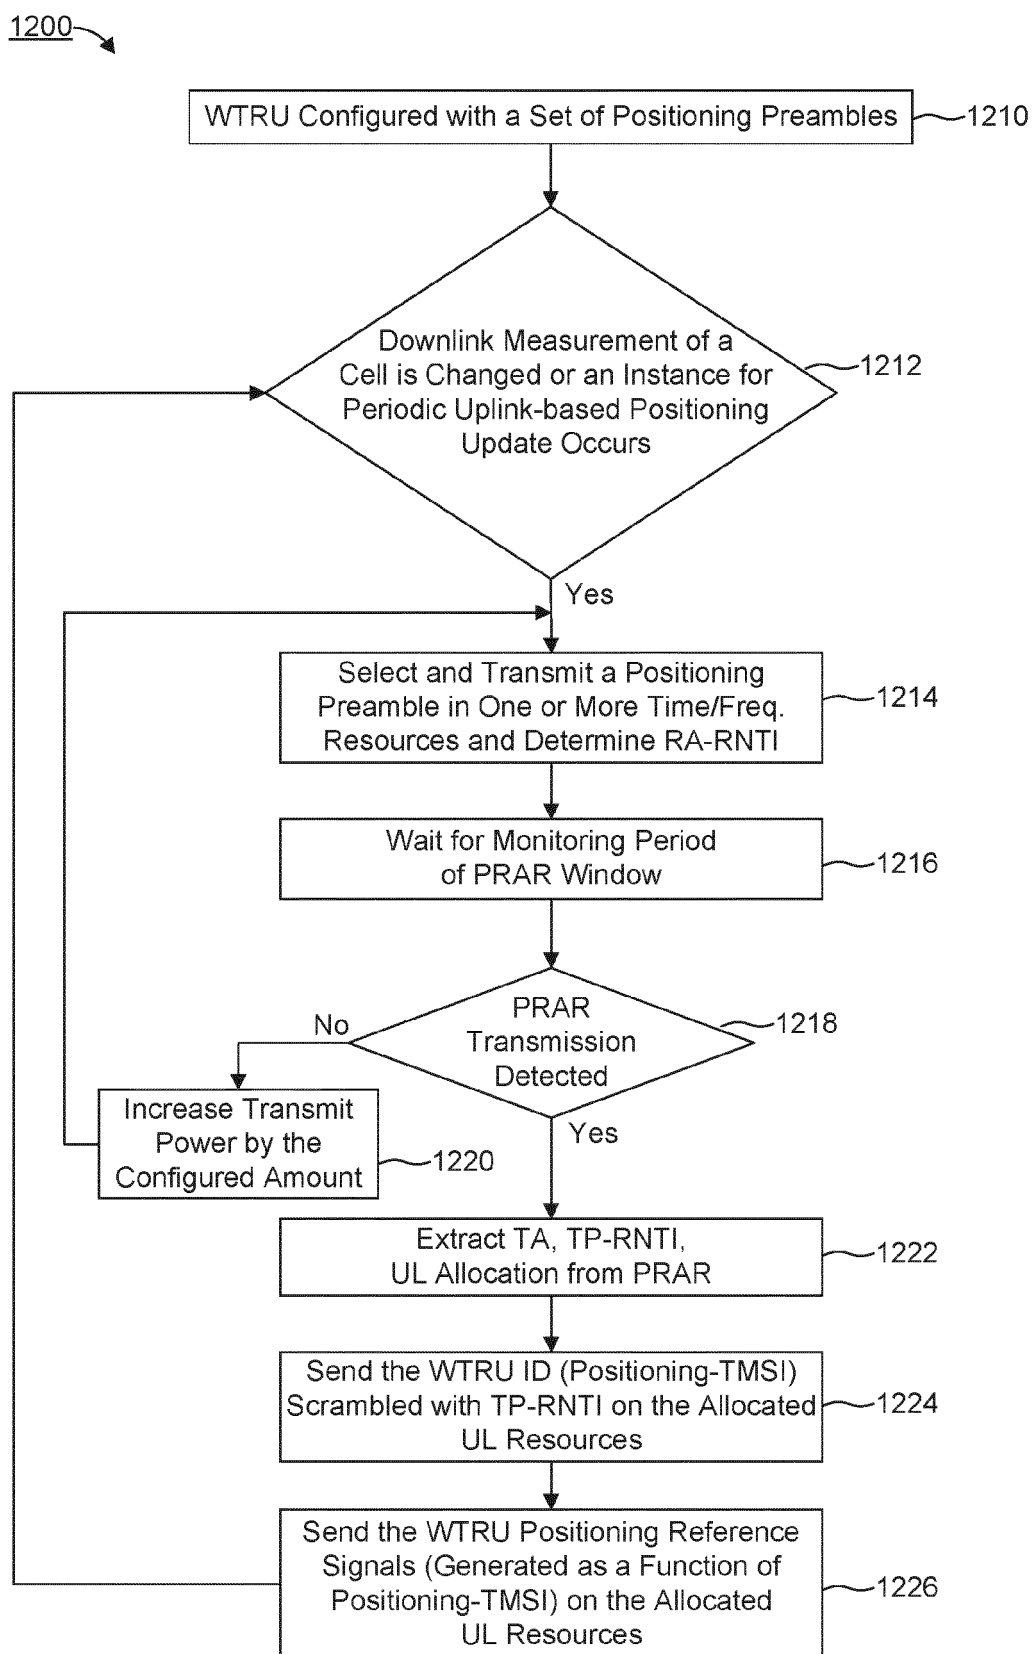 1200
WTRU Configured with a Set of Positioning Preambles
1210
Downlink Measurement of a
Cell is Changed or an Instance for
Periodic Uplink-based Positioning
Update Occurs
1212
Yes
Select and Transmit a Positioning
Preamble in One or More Time/Freq.
Resources and Determine RA-RNTI
1214
Wait for Monitoring Period
of PRAR Window
1216
PRAR
Transmission
Detected
1218
No
Increase Transmit
Power by the
Configured Amount
1220
Yes
Extract TA, TP-RNTI,
UL Allocation from PRAR
1222
Send the WTRU ID (Positioning-TMSI)
Scrambled with TP-RNTI on the Allocated
UL Resources
1224
Send the WTRU Positioning Reference
Signals (Generated as a Function of
Positioning-TMSI) on the Allocated
UL Resources
1226